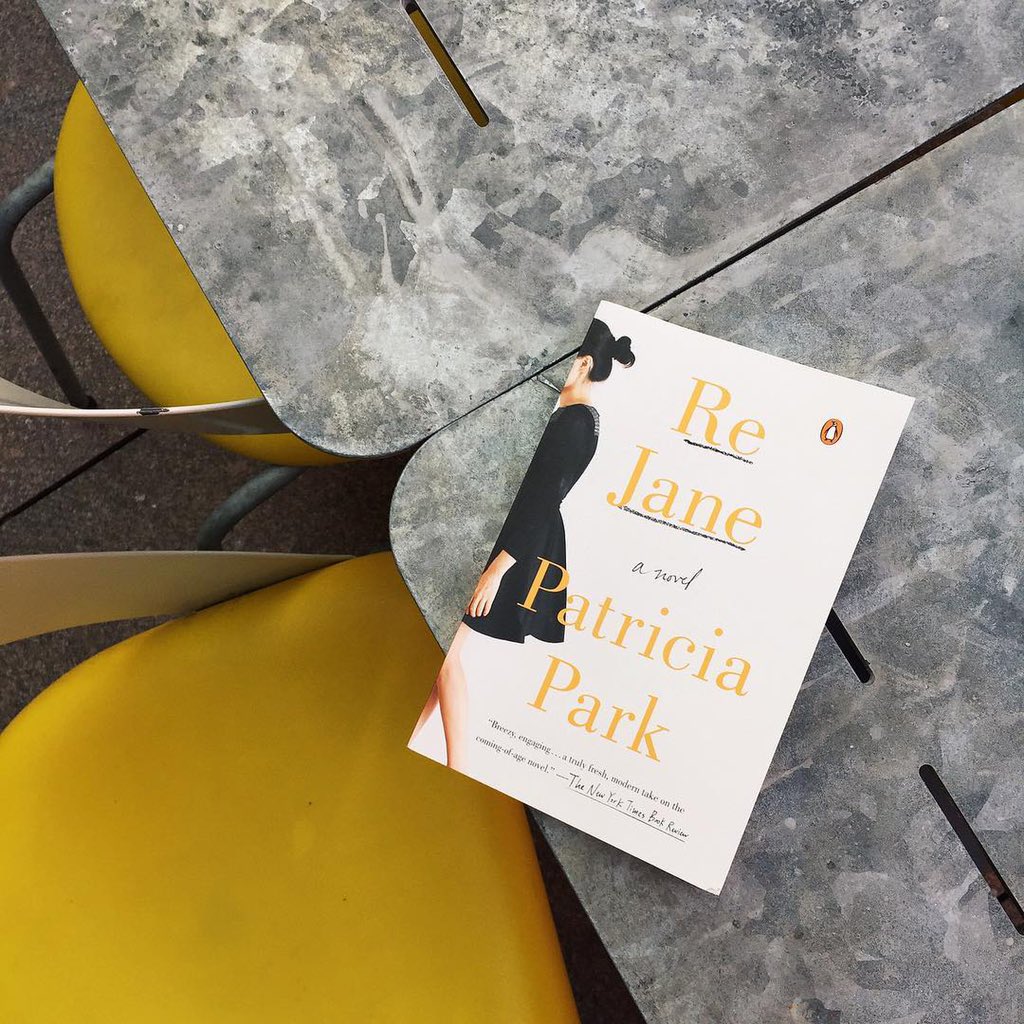 Re
Jane
a novel
Patricia
Park
"Breezy, engaging... a truly fresh, modern take on the
coming-of-age novel." —The New York Times Book Review